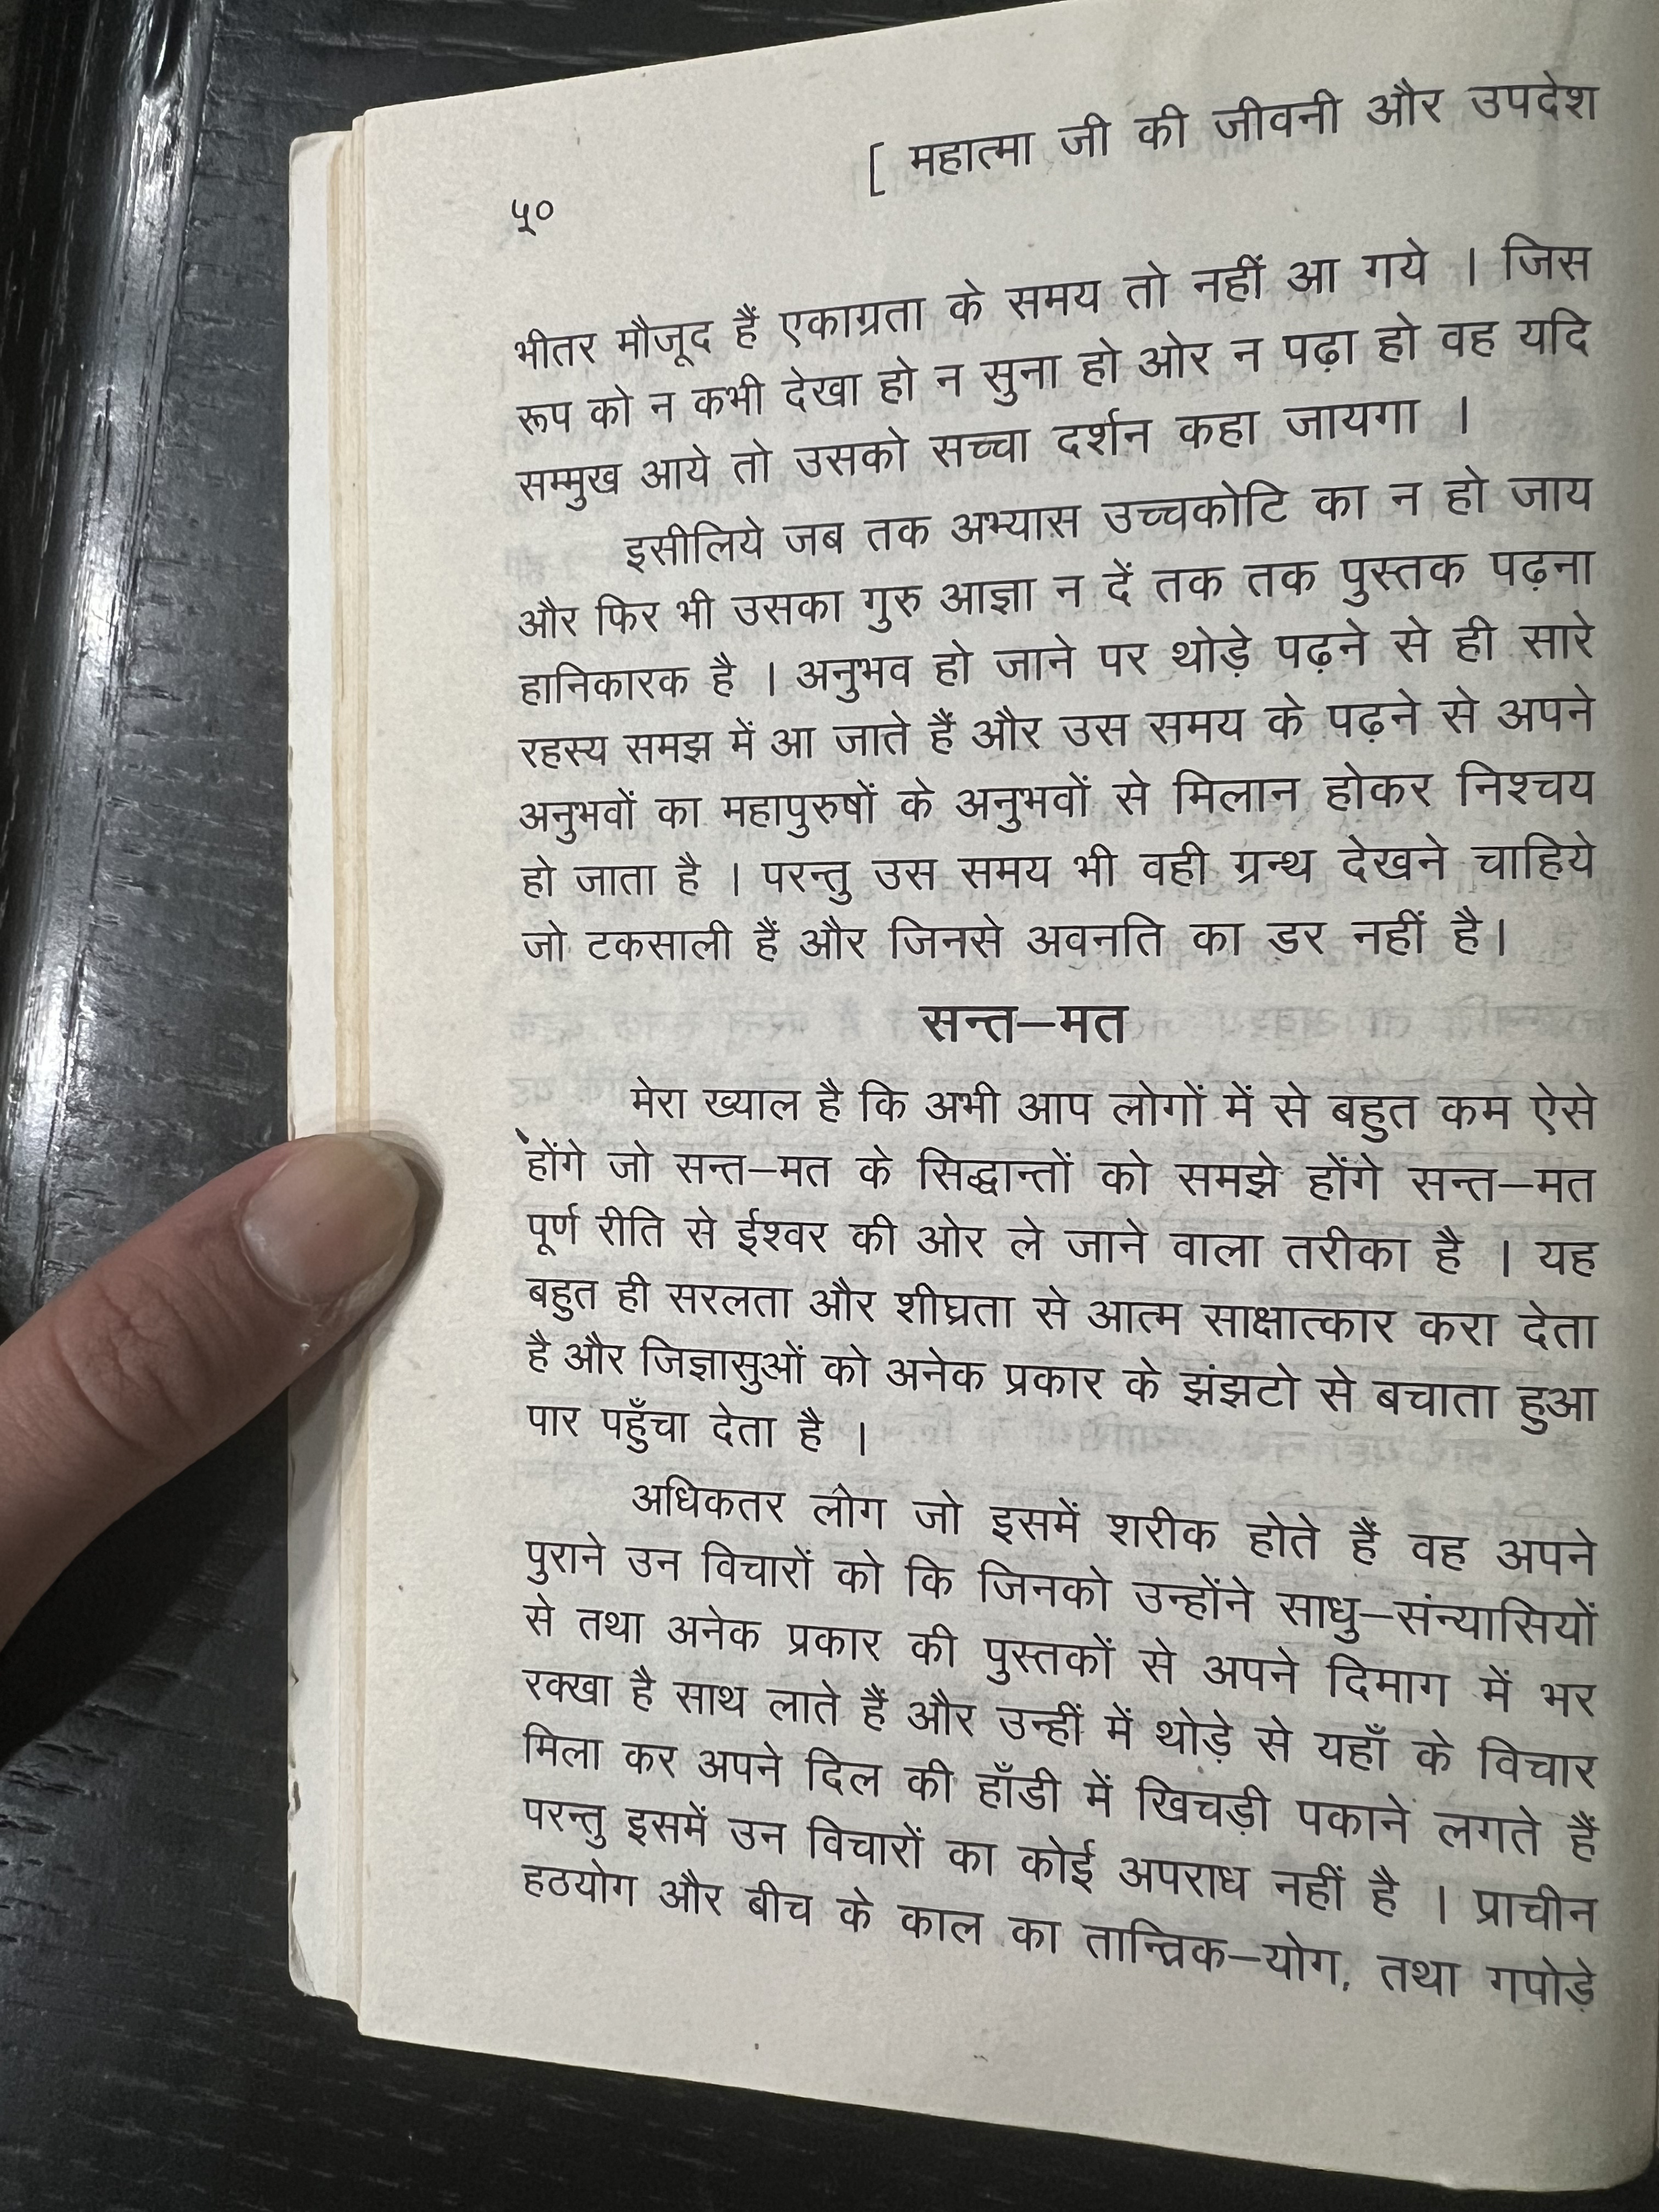 ५० [ महात्मा जी की जीवनी और उपदेश
भीतर मौजूद हैं एकाग्रता के समय तो नहीं आ गये । जिस
रूप को न कभी देखा हो न सुना हो ओर न पढ़ा हो वह यदि
सम्मुख आये तो उसको सच्चा दर्शन कहा जायगा ।
इसीलिये जब तक अभ्यास उच्चकोटि का न हो जाय
और फिर भी उसका गुरु आज्ञा न दें तक तक पुस्तक पढ़ना
हानिकारक है । अनुभव हो जाने पर थोड़े पढ़ने से ही सारे
रहस्य समझ में आ जाते हैं और उस समय के पढ़ने से अपने
अनुभवों का महापुरुषों के अनुभवों से मिलान होकर निश्चय
हो जाता है । परन्तु उस समय भी वही ग्रन्थ देखने चाहिये
जो टकसाली हैं और जिनसे अवनति का डर नहीं है।
सन्त–मत
मेरा ख्याल है कि अभी आप लोगों में से बहुत कम ऐसे
होंगे जो सन्त–मत के सिद्धान्तों को समझे होंगे सन्त–मत
पूर्ण रीति से ईश्वर की ओर ले जाने वाला तरीका है । यह
बहुत ही सरलता और शीघ्रता से आत्म साक्षात्कार करा देता
है और जिज्ञासुओं को अनेक प्रकार के झंझटो से बचाता हुआ
पार पहुँचा देता है ।
अधिकतर लोग जो इसमें शरीक होते हैं वह अपने
पुराने उन विचारों को कि जिनको उन्होंने साधु–संन्यासियों
से तथा अनेक प्रकार की पुस्तकों से अपने दिमाग में भर
रक्खा है साथ लाते हैं और उन्हीं में थोड़े से यहाँ के विचार
मिला कर अपने दिल की हाँडी में खिचड़ी पकाने लगते हैं
परन्तु इसमें उन विचारों का कोई अपराध नहीं है । प्राचीन
हठयोग और बीच के काल का तान्त्रिक–योग, तथा गपोड़े